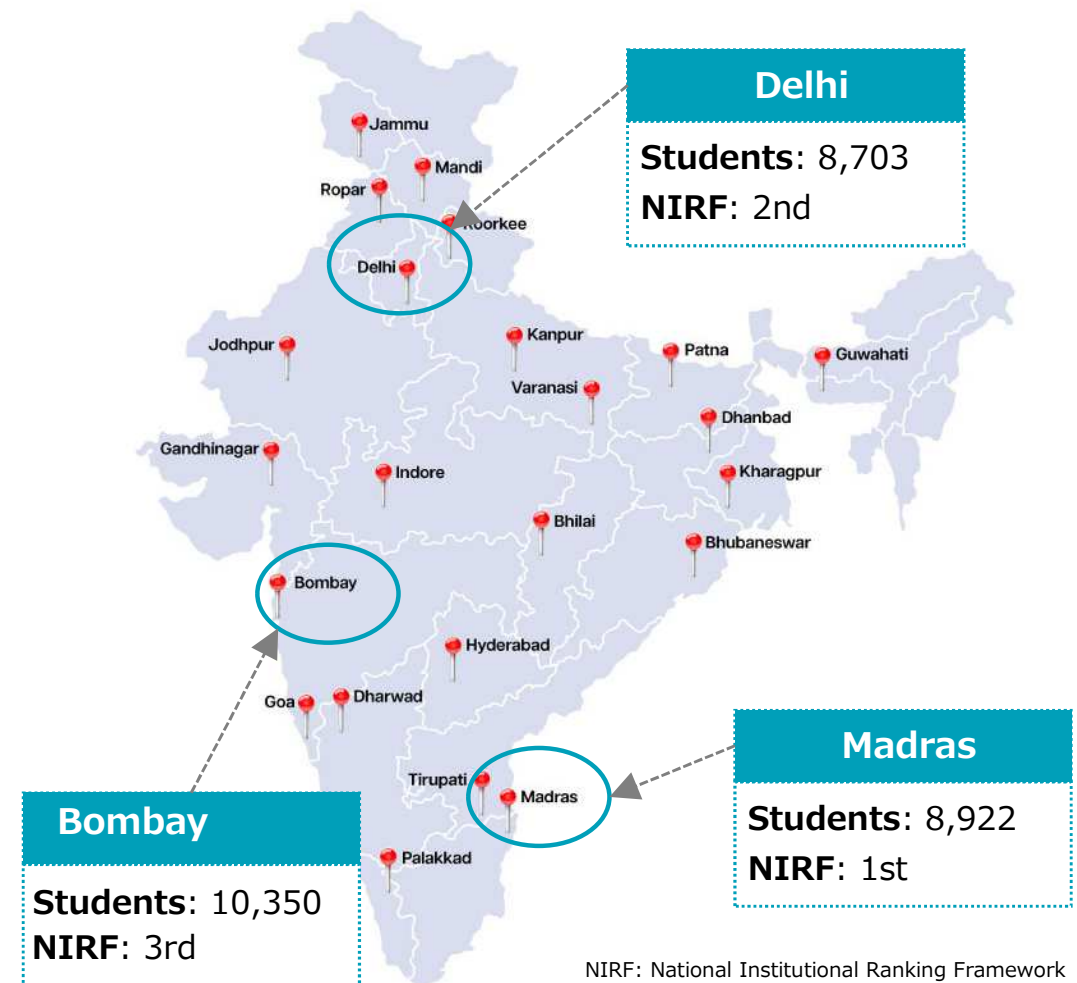 Delhi
Students: 8,703
NIRF: 2nd
Jammu
Mandi
Ropar
Roorkee
Delhi
Jodhpur
Kanpur
Patna
Guwahati
Varanasi
Dhanbad
Gandhinagar
Indore
Kharagpur
Bhilai
Bhubaneswar
Bombay
Hyderabad
Goa
Dharwad
Tirupati
Madras
Palakkad
Madras
Students: 8,922
NIRF: 1st
Bombay
Students: 10,350
NIRF: 3rd
NIRF: National Institutional Ranking Framework